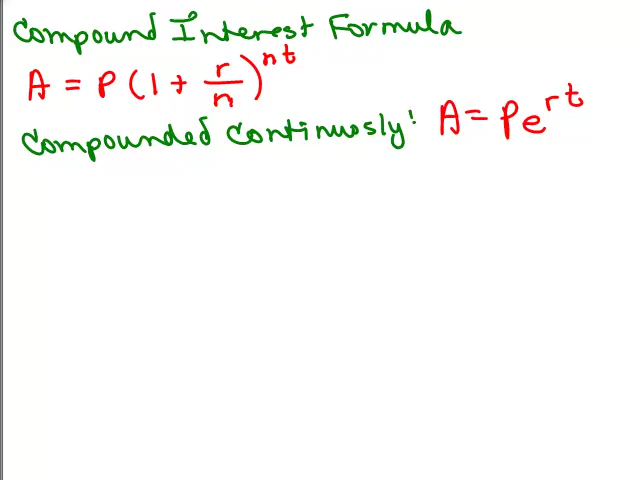 Compound Interest Formula
A = P (1 + r/n)^nt
Compounded Continuosly! A = Pe^rt